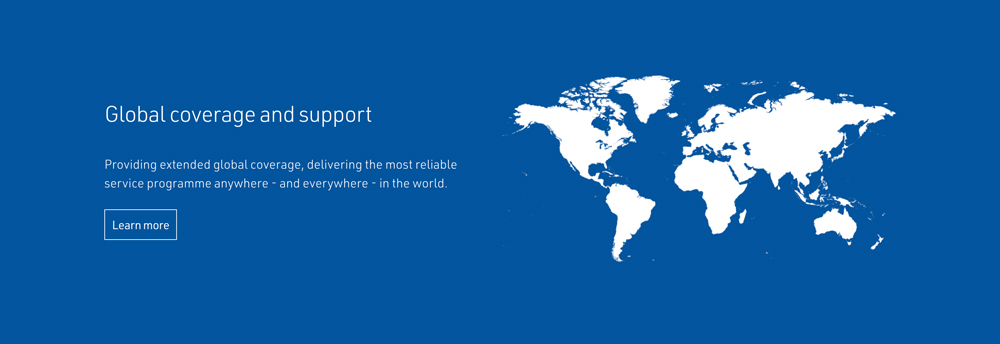 Global coverage and support
Providing extended global coverage, delivering the most reliable
service programme anywhere - and everywhere - in the world.
Learn more